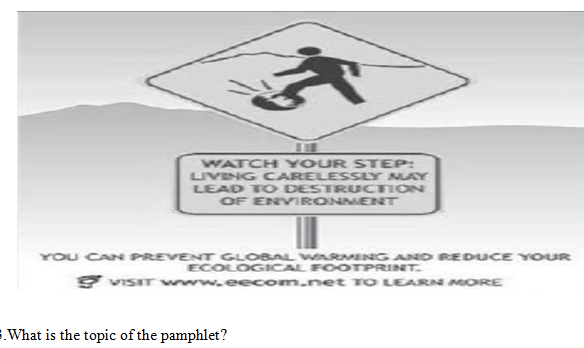 WATCH YOUR STEP:
LIVING CARELESSLY MAY
LEAD TO DESTRUCTION
OF ENVIRONMENT
YOU CAN PREVENT GLOBAL WARMING AND REDUCE YOUR
ECOLOGICAL FOOTPRINT.
VISIT www.eecom.net TO LEARN MORE
3.What is the topic of the pamphlet?